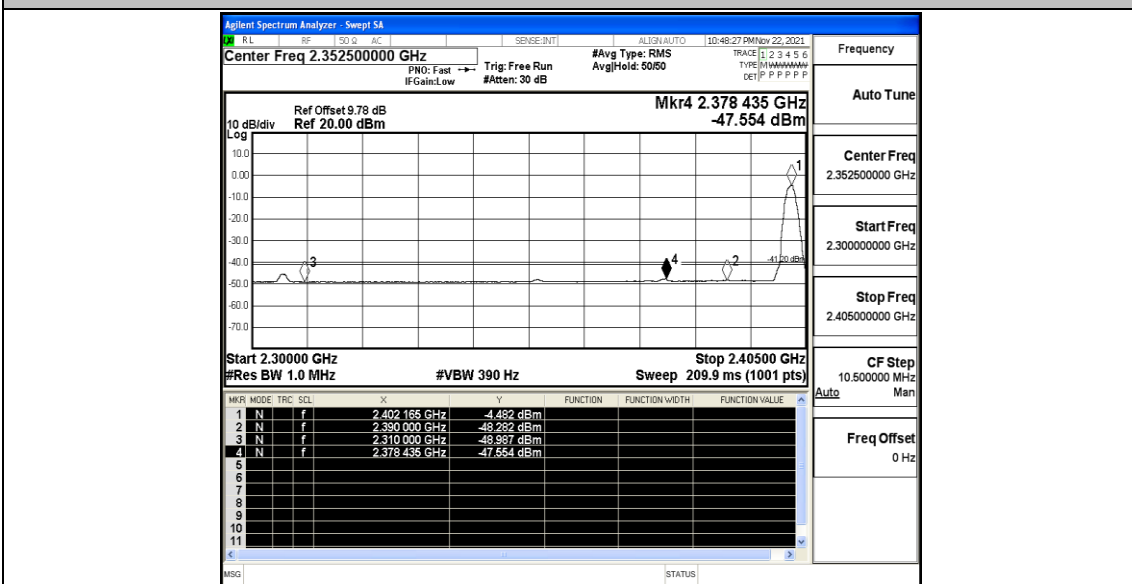 Agilent Spectrum Analyzer - Swept SA
RL RF 50 Ω AC SENSE:INT ALIGNAUTO 10:48:27 PMNov 22, 2021
Center Freq 2.352500000 GHz
PNO: Fast
IFGain:Low
Trig: Free Run
#Atten: 30 dB
#Avg Type: RMS
Avg|Hold: 50/50
TRACE 1 2 3 4 5 6
TYPE MWWWWW
DET P P P P P P
Mkr4 2.378 435 GHz
-47.554 dBm
Ref Offset 9.78 dB
10 dB/div Ref 20.00 dBm
Log
10.0
0.00
-10.0
-20.0
-30.0
-40.0
-50.0
-60.0
-70.0
1
2
3
4
-41.20 dBm
Start 2.30000 GHz Stop 2.40500 GHz
#Res BW 1.0 MHz #VBW 390 Hz Sweep 209.9 ms (1001 pts)
MKR MODE TRC SCL X Y FUNCTION FUNCTION WIDTH FUNCTION VALUE
1 N f 2.402 165 GHz -4.482 dBm
2 N f 2.390 000 GHz -48.282 dBm
3 N f 2.310 000 GHz -48.987 dBm
4 N f 2.378 435 GHz -47.554 dBm
5
6
7
8
9
10
11
MSG STATUS
Frequency
Auto Tune
Center Freq
2.352500000 GHz
Start Freq
2.300000000 GHz
Stop Freq
2.405000000 GHz
CF Step
10.500000 MHz
Auto Man
Freq Offset
0 Hz